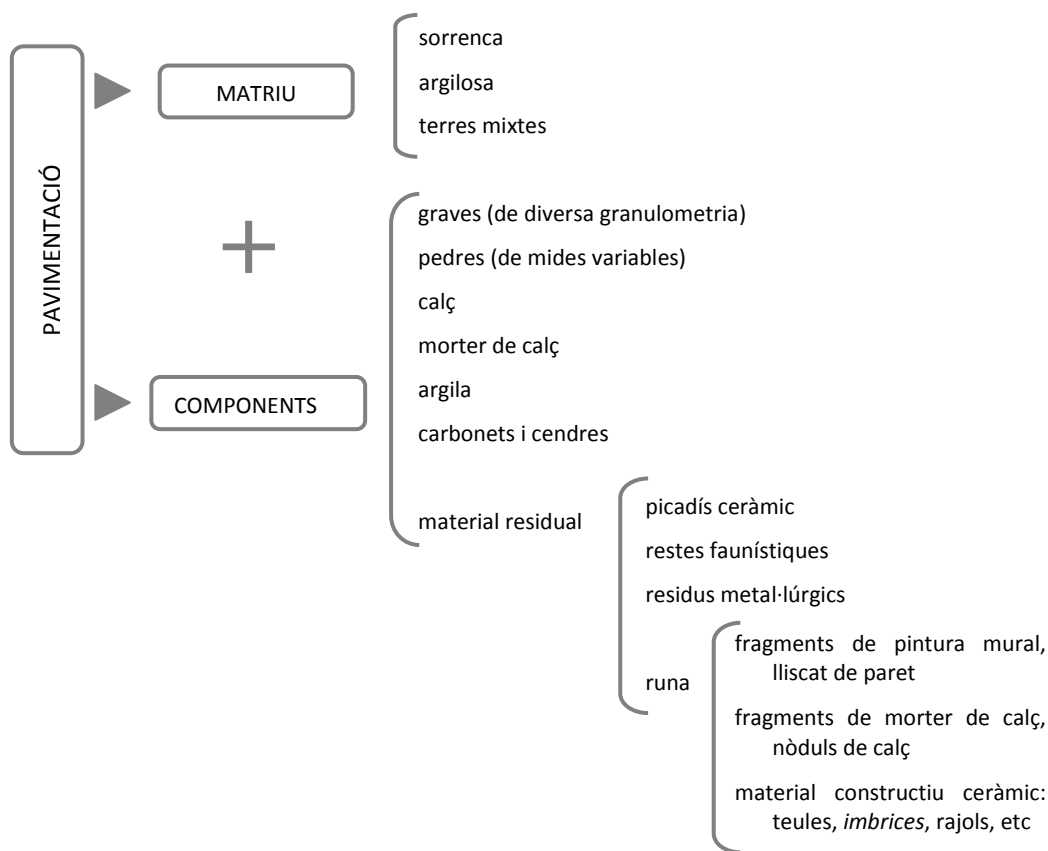 PAVIMENTACIÓ
MATRIU
sorrenca
argilosa
terres mixtes
COMPONENTS
graves (de diversa granulometria)
pedres (de mides variables)
calç
morter de calç
argila
carbonets i cendres
material residual
picadís ceràmic
restes faunístiques
residus metal·lúrgics
runa
fragments de pintura mural,
lliscat de paret
fragments de morter de calç,
nòduls de calç
material constructiu ceràmic:
teules, imbrices, rajols, etc